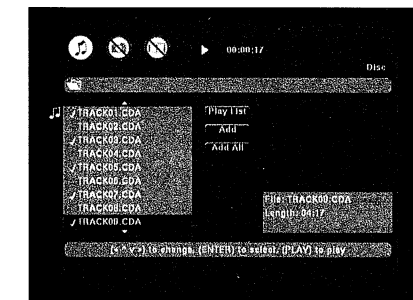 00:00:17
Disc
TRACK01.CDA
TRACK02.CDA
TRACK03.CDA
TRACK04.CDA
TRACK05.CDA
TRACK06.CDA
TRACK07.CDA
TRACK08.CDA
TRACK09.CDA
Play List
Add
Add All
File: TRACK09.CDA
Length: 04:17
(< ^ v >) to change, (ENTER) to select, (PLAY) to play